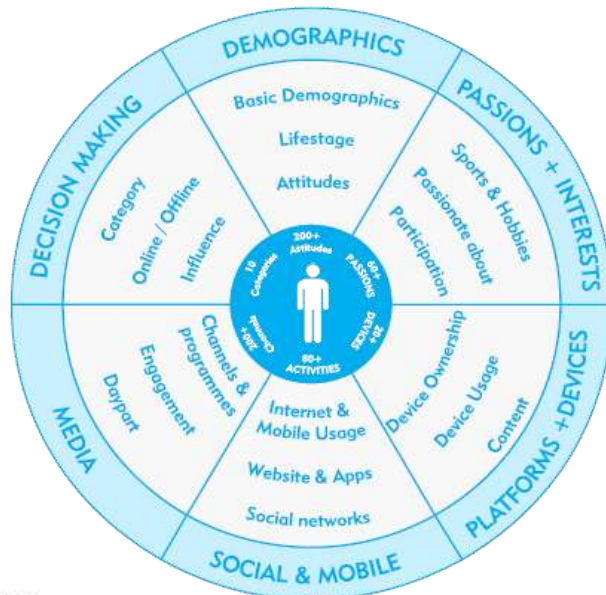 DEMOGRAPHICS
Basic Demographics
Lifestage
Attitudes
PASSIONS + INTERESTS
Sports & Hobbies
Passionate about
Participation
PLATFORMS +DEVICES
Device Ownership
Device Usage
Content
SOCIAL & MOBILE
Internet &
Mobile Usage
Website & Apps
Social networks
MEDIA
Channels &
programmes
Engagement
Daypart
DECISION MAKING
Category
Online / Offline
Influence
200+
Attitudes
60+
PASSIONS
20+
DEVICES
80+
ACTIVITIES
200+
Channels
10
Categories